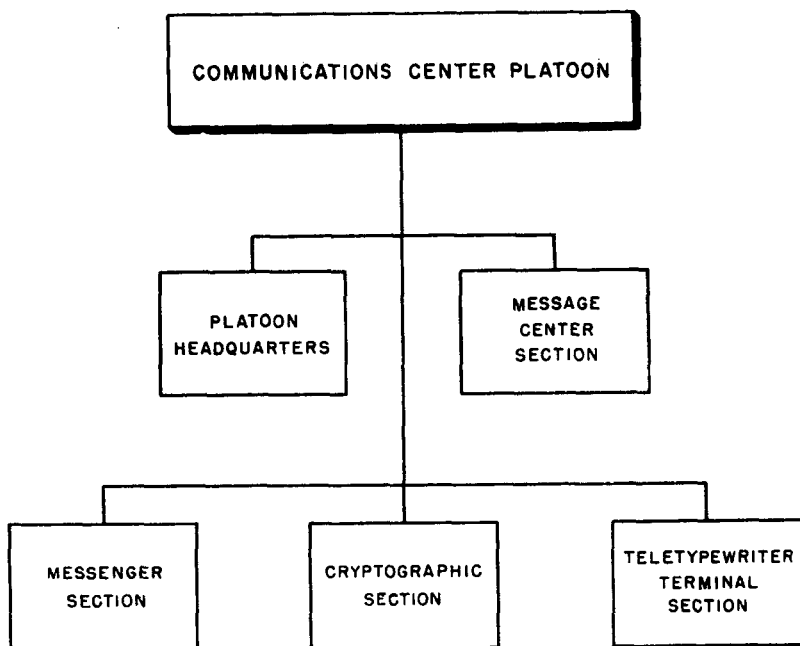 COMMUNICATIONS CENTER PLATOON
PLATOON
HEADQUARTERS
MESSAGE
CENTER
SECTION
MESSENGER
SECTION
CRYPTOGRAPHIC
SECTION
TELETYPEWRITER
TERMINAL
SECTION